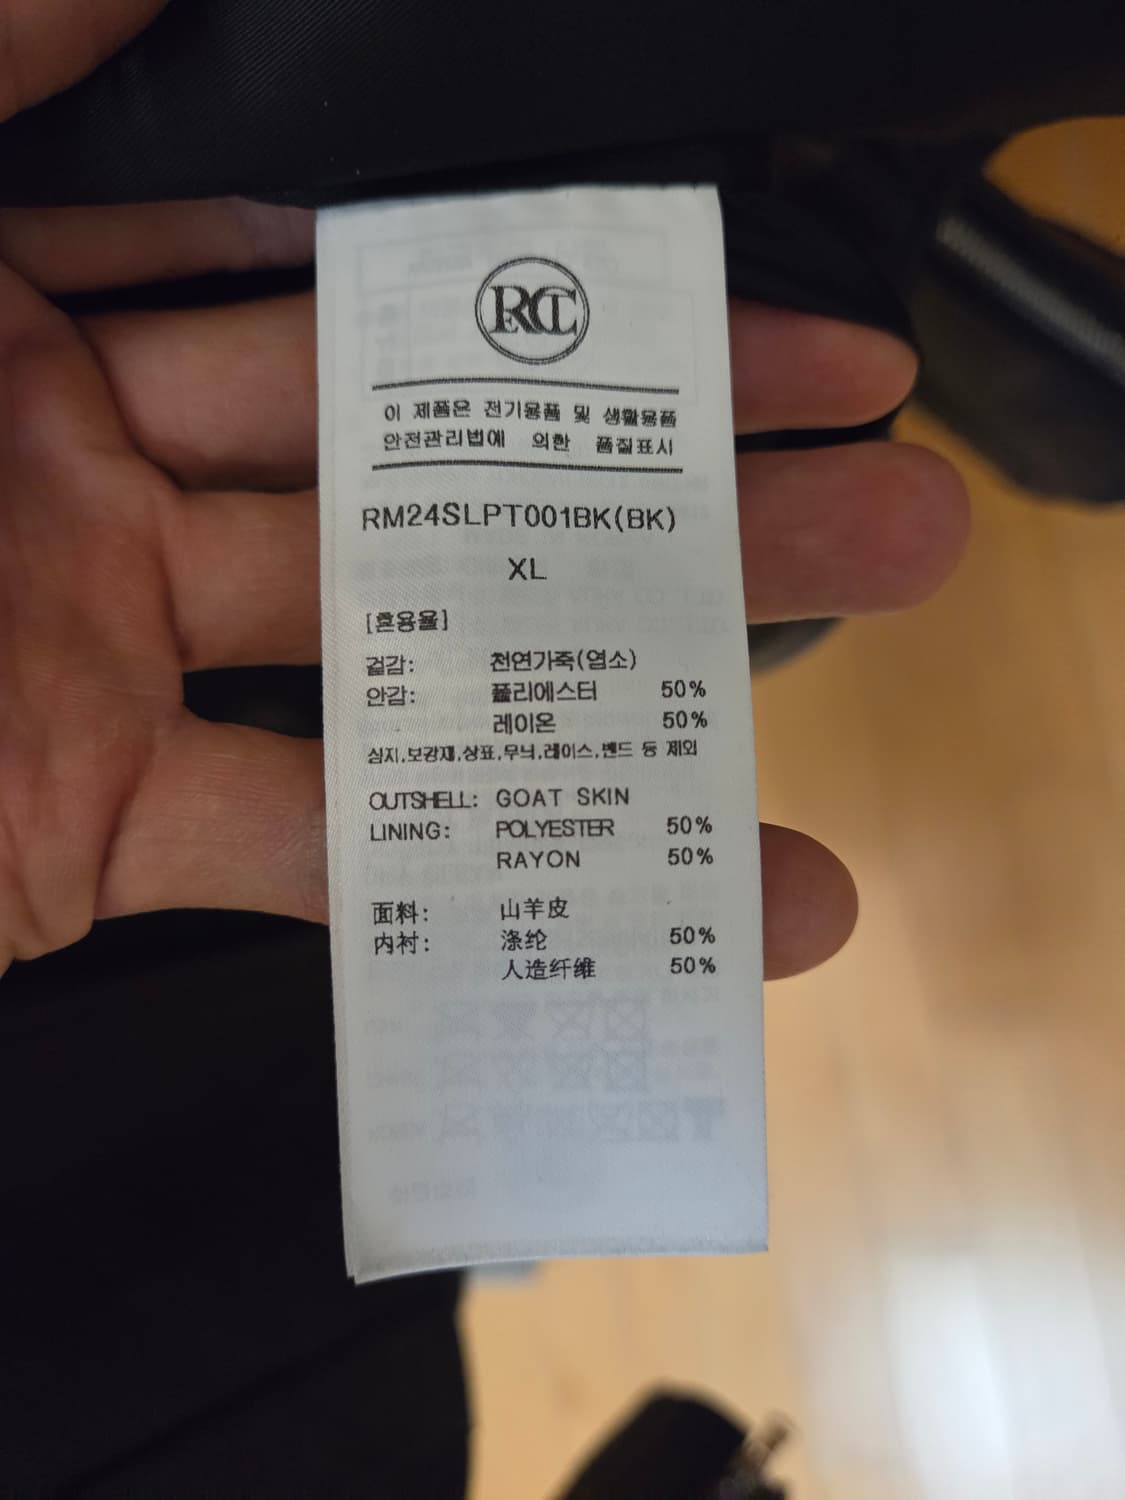 RCT
이 제품은 전기용품 및 생활용품
안전관리법에 의한 품질표시
RM24SLPT001BK(BK)
XL
[혼용율]
겉감: 천연가죽(염소)
안감: 폴리에스터 50%
레이온 50%
심지,보강재,상표,무늬,레이스,밴드 등 제외
OUTSHELL: GOAT SKIN
LINING: POLYESTER 50%
RAYON 50%
面料: 山羊皮
内衬: 涤纶 50%
人造纤维 50%